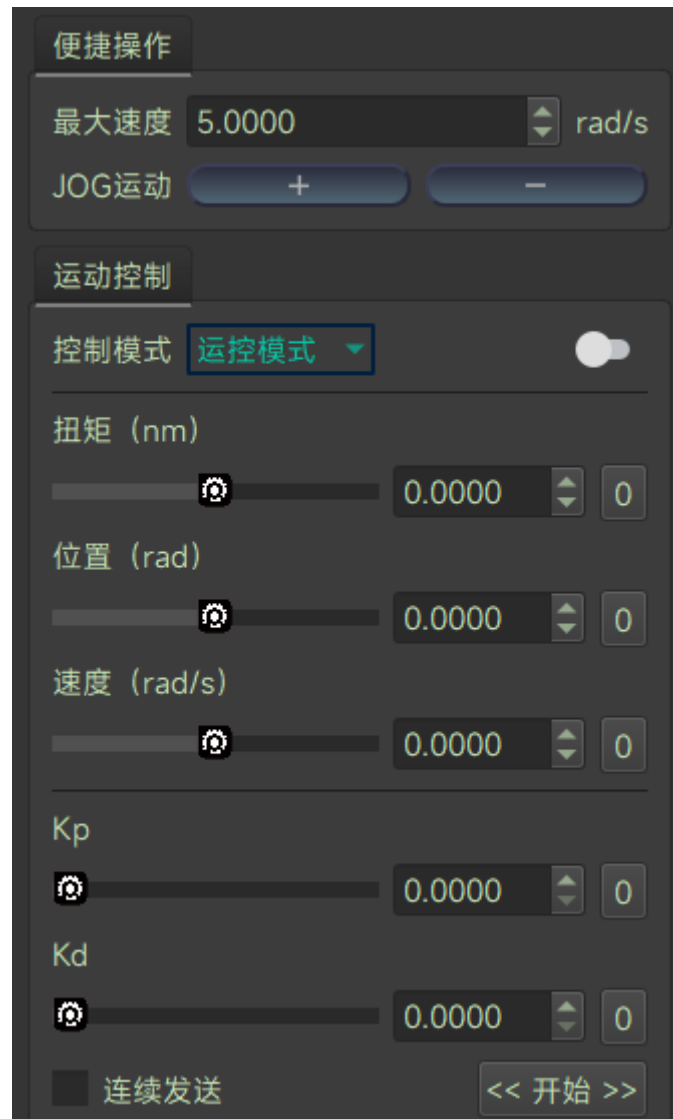 便捷操作
最大速度 5.0000 rad/s
JOG运动 + −
运动控制
控制模式 运控模式
扭矩（nm）
0.0000 0
位置（rad）
0.0000 0
速度（rad/s）
0.0000 0
Kp
0.0000 0
Kd
0.0000 0
连续发送 << 开始 >>